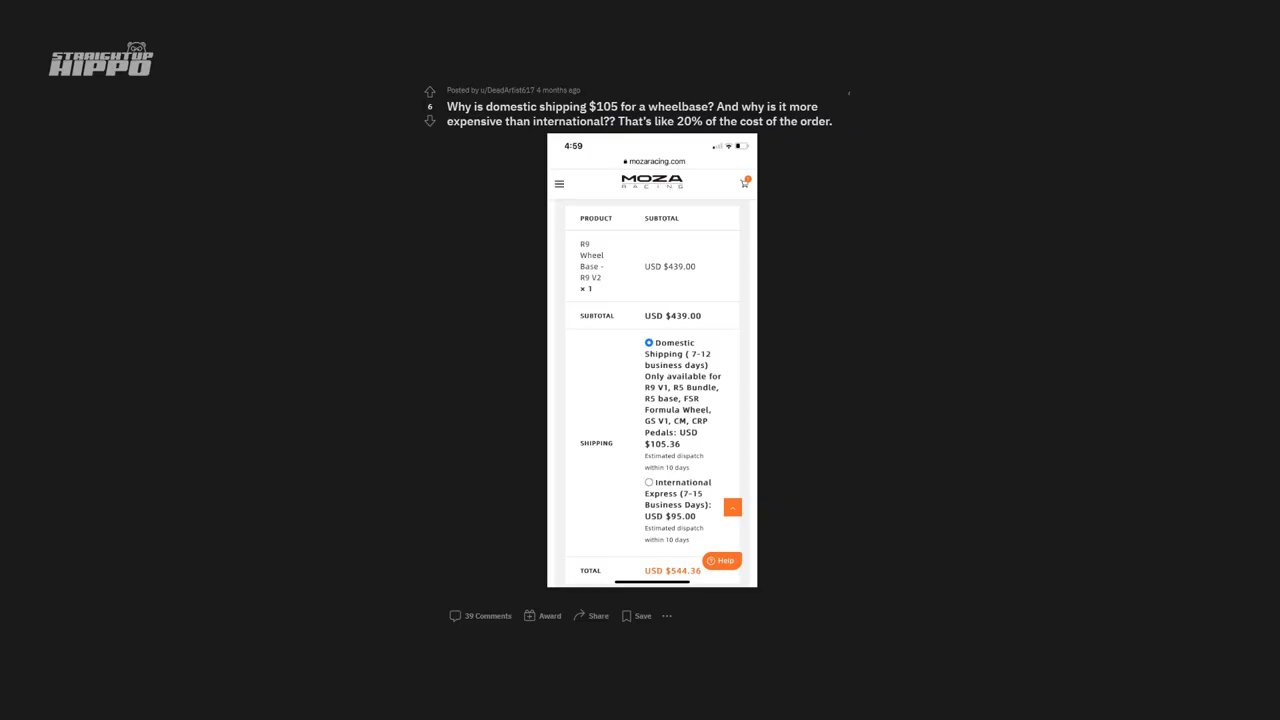 STRAIGHTUP
HIPPO
Posted by u/DeadArtist617 4 months ago
6
Why is domestic shipping $105 for a wheelbase? And why is it more
expensive than international?? That's like 20% of the cost of the order.
4:59
mozaracing.com
MOZA
RACING
1
PRODUCT SUBTOTAL
R9
Wheel
Base -
R9 V2
× 1
USD $439.00
SUBTOTAL USD $439.00
SHIPPING
Domestic
Shipping ( 7-12
business days)
Only available for
R9 V1, R5 Bundle,
R5 base, FSR
Formula Wheel,
GS V1, CM, CRP
Pedals: USD
$105.36
Estimated dispatch
within 10 days
International
Express (7-15
Business Days):
USD $95.00
Estimated dispatch
within 10 days
Help
TOTAL USD $544.36
39 Comments Award Share Save ···